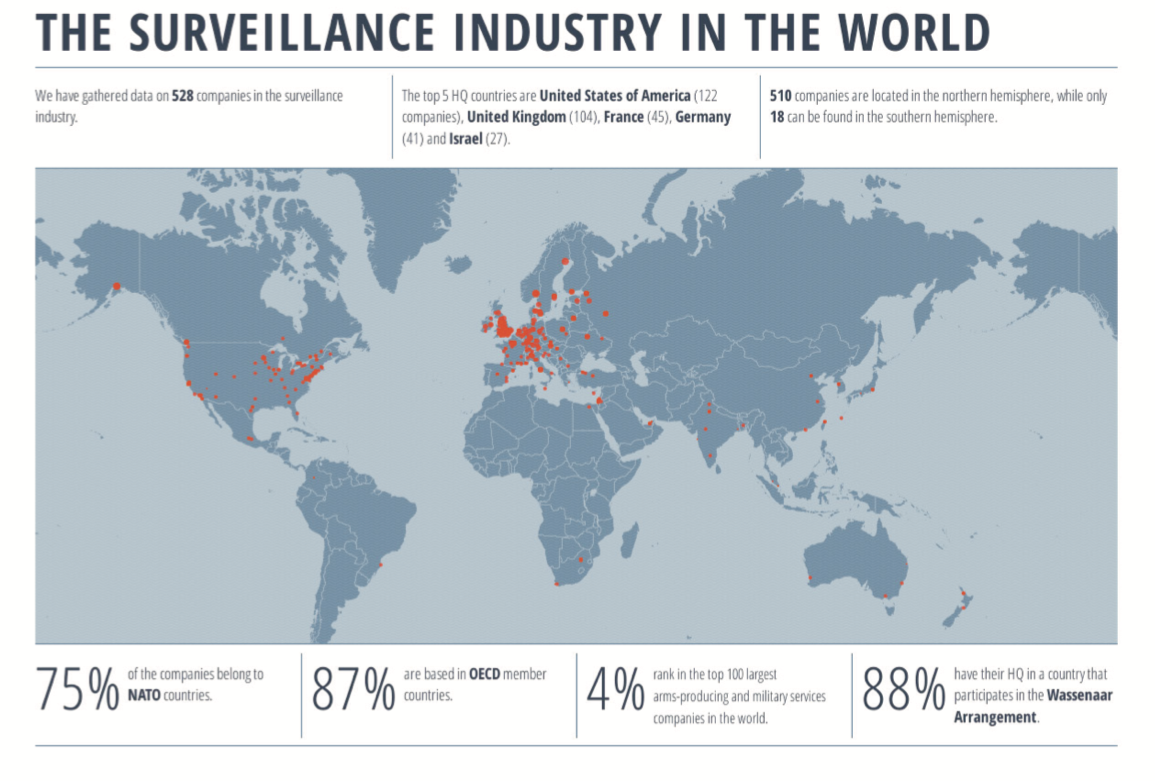 THE SURVEILLANCE INDUSTRY IN THE WORLD
We have gathered data on 528 companies in the surveillance
industry.
The top 5 HQ countries are United States of America (122
companies), United Kingdom (104), France (45), Germany
(41) and Israel (27).
510 companies are located in the northern hemisphere, while only
18 can be found in the southern hemisphere.
75%
of the companies belong to
NATO countries.
87%
are based in OECD member
countries.
4%
rank in the top 100 largest
arms-producing and military services
companies in the world.
88%
have their HQ in a country that
participates in the Wassenaar
Arrangement.